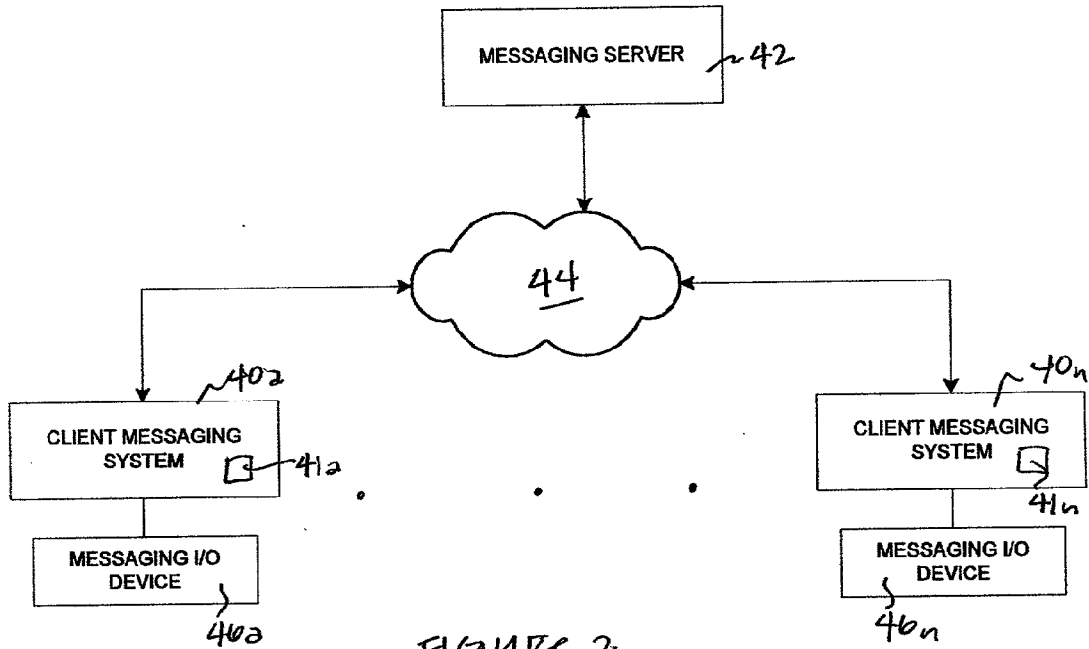 MESSAGING SERVER
42
44
40a
CLIENT MESSAGING
SYSTEM
41a
MESSAGING I/O
DEVICE
46a
40n
CLIENT MESSAGING
SYSTEM
41n
MESSAGING I/O
DEVICE
46n
FIGURE 2